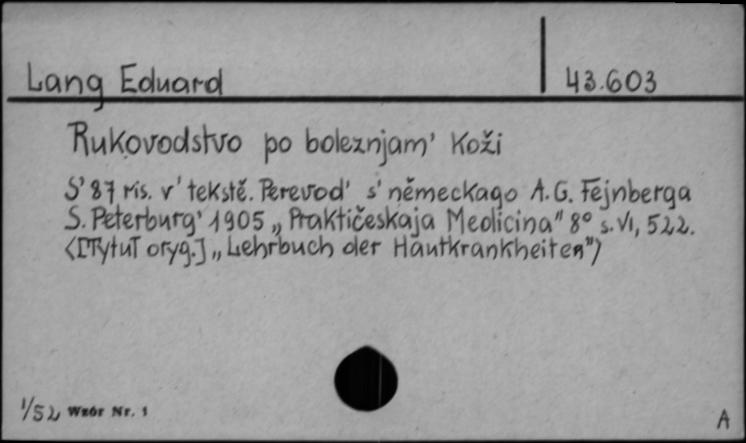 Lang Eduard
43.603
Rukovodstvo po boleznjam' Koži
S' 87 ris. v' tekstě. Perevod' s' německago A.G. Fejnberga
S. Peterburg' 1905 „Praktičeskaja Medicina" 8° s. VI, 522.
<[Tytuł oryg.] „Lehrbuch der Hautkrankheiten")
1/52 Wzór Nr. 1
A